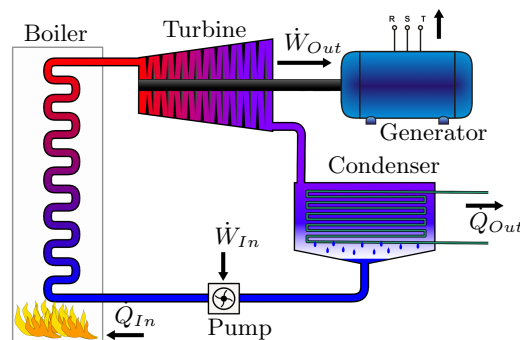 R S T
Turbine
Boiler
Ẇ_Out
Generator
Condenser
Q̇_Out
Ẇ_In
Q̇_In
Pump